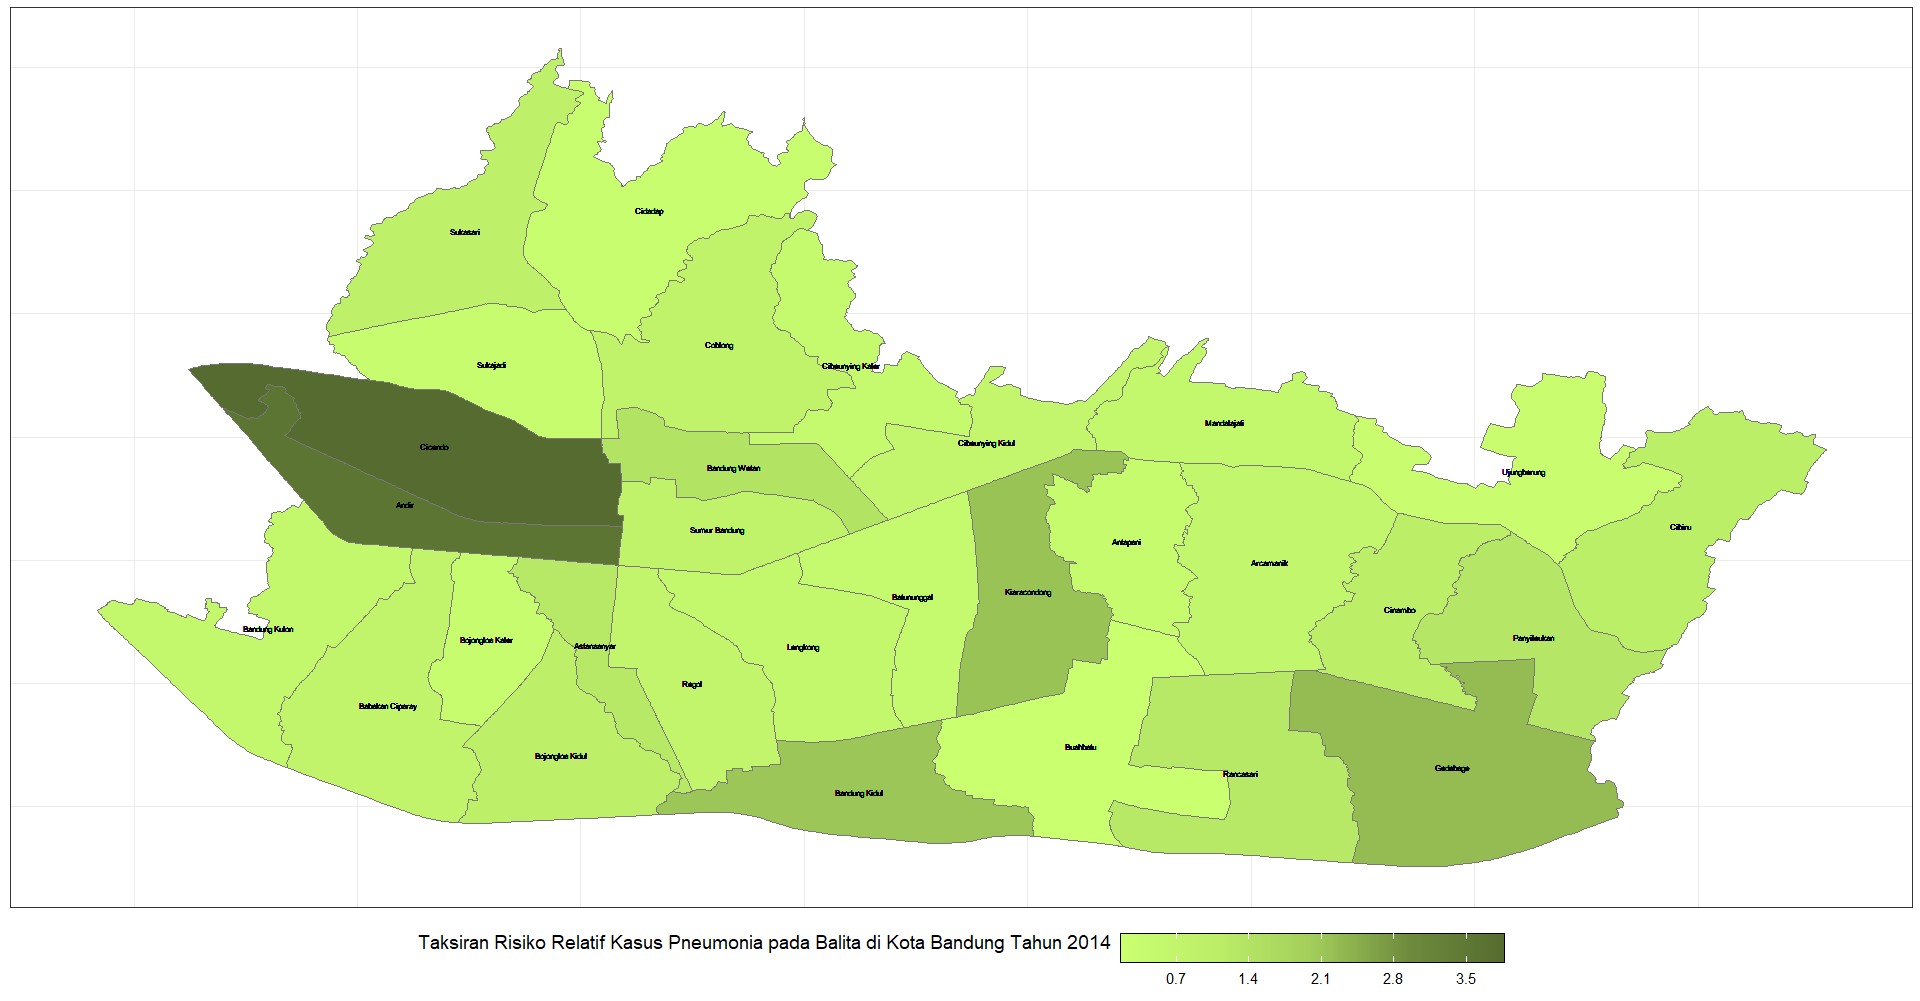 Cidadap
Sukasari
Coblong
Sukajadi
Cibeunying Kaler
Mandalajati
Cicendo
Cibeunying Kidul
Bandung Wetan
Ujungberung
Andir
Sumur Bandung
Cibiru
Antapani
Arcamanik
Kiaracondong
Batununggal
Cinambo
Bandung Kulon
Bojongloa Kaler
Panyileukan
Astanaanyar
Lengkong
Regol
Babakan Ciparay
Buahbatu
Bojongloa Kidul
Gedebage
Rancasari
Bandung Kidul
Taksiran Risiko Relatif Kasus Pneumonia pada Balita di Kota Bandung Tahun 2014
0.7 1.4 2.1 2.8 3.5